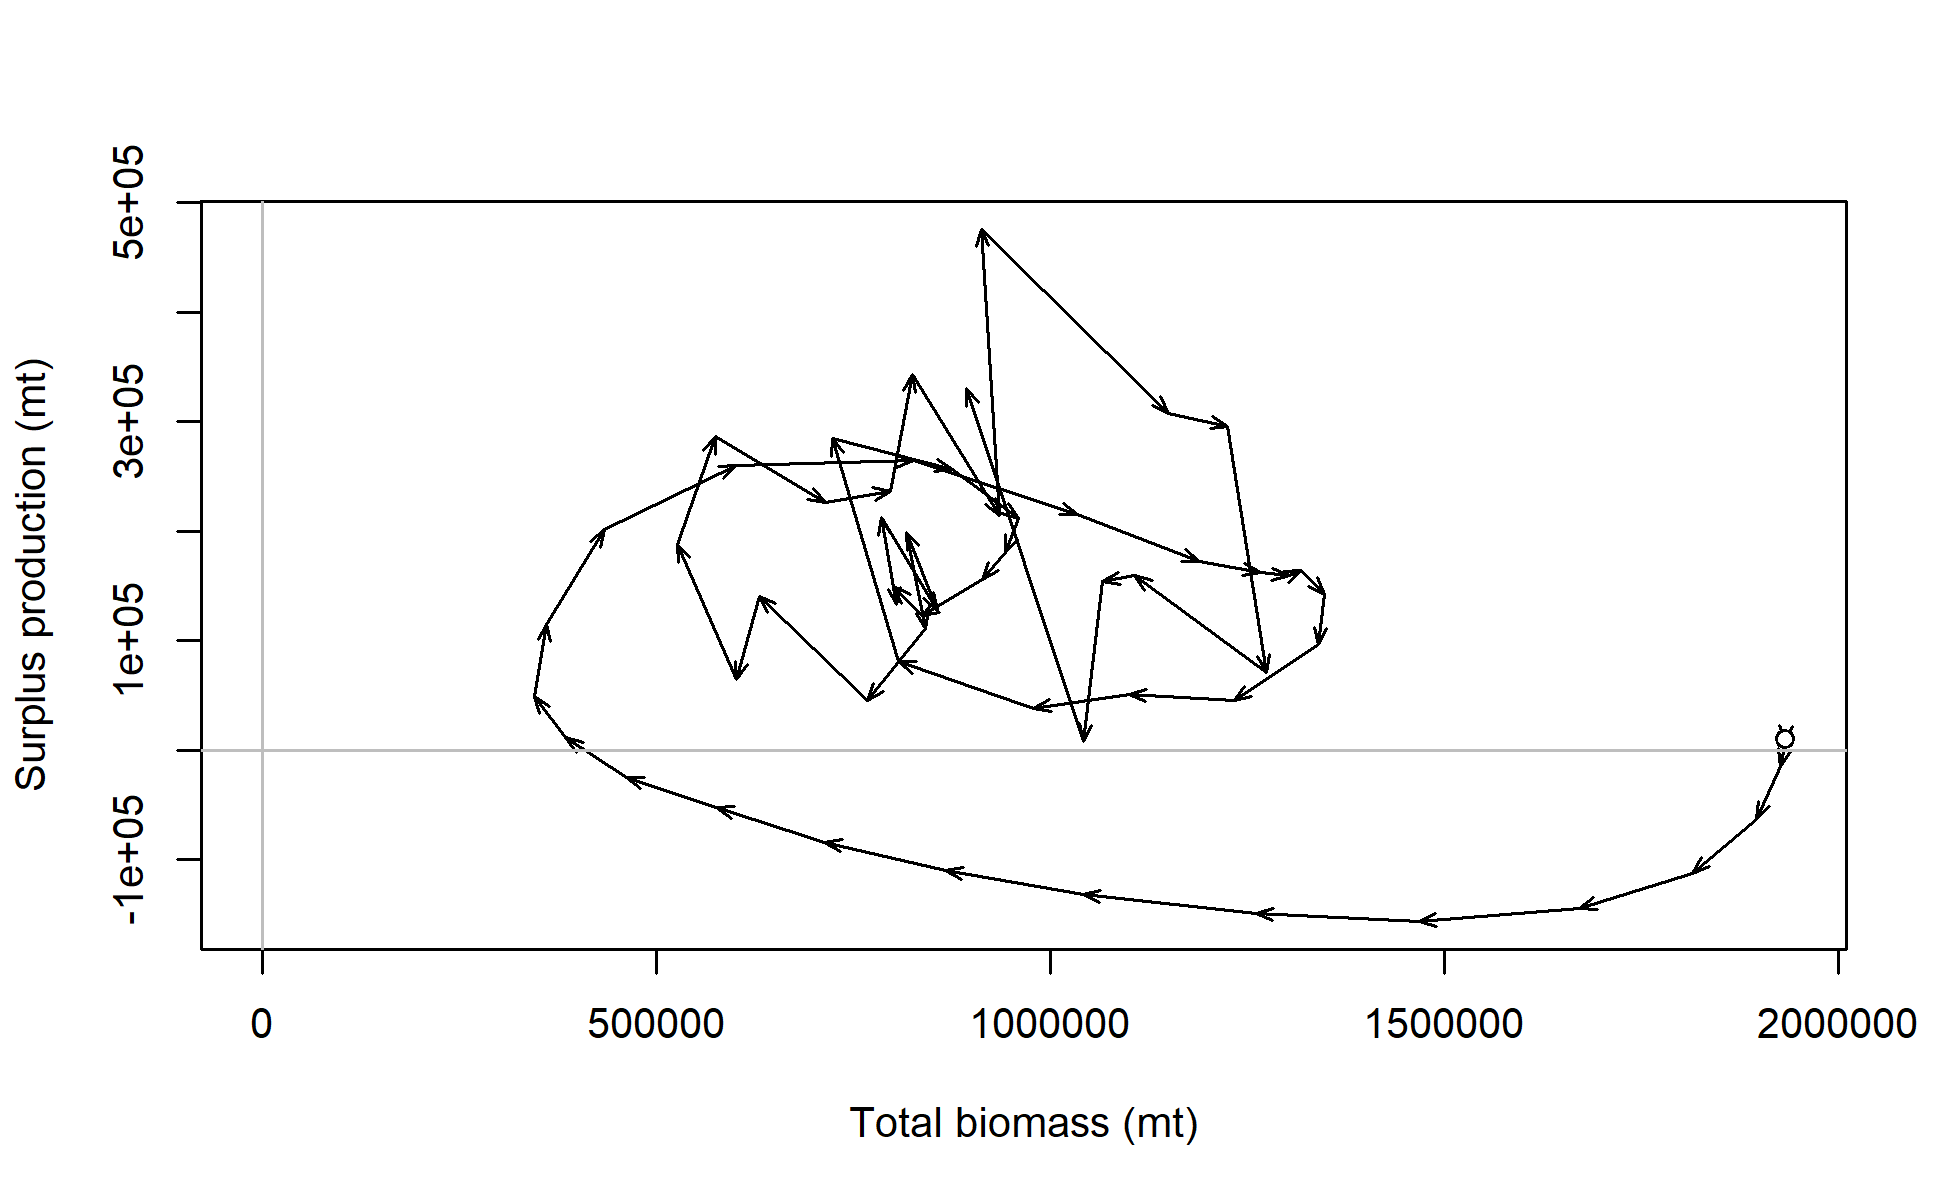 5e+05
3e+05
1e+05
-1e+05
Surplus production (mt)
0 500000 1000000 1500000 2000000
Total biomass (mt)